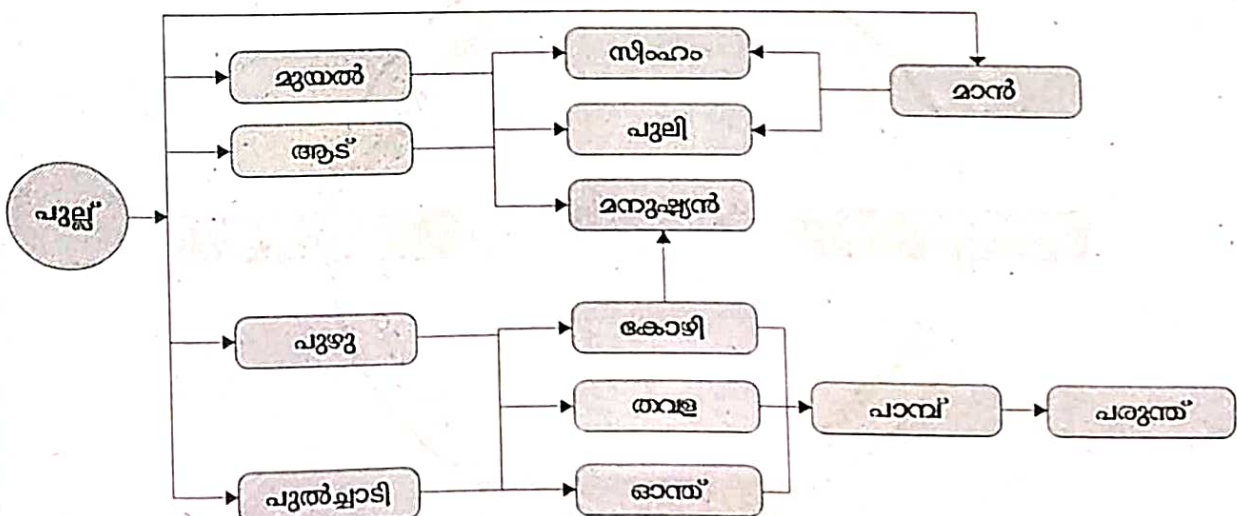 സിംഹം
മുയൽ
മാൻ
പുലി
ആട്
മനുഷ്യൻ
പുല്ല്
പുഴു
കോഴി
തവള
പാമ്പ്
പരുന്ത്
പുൽച്ചാടി
ഓന്ത്